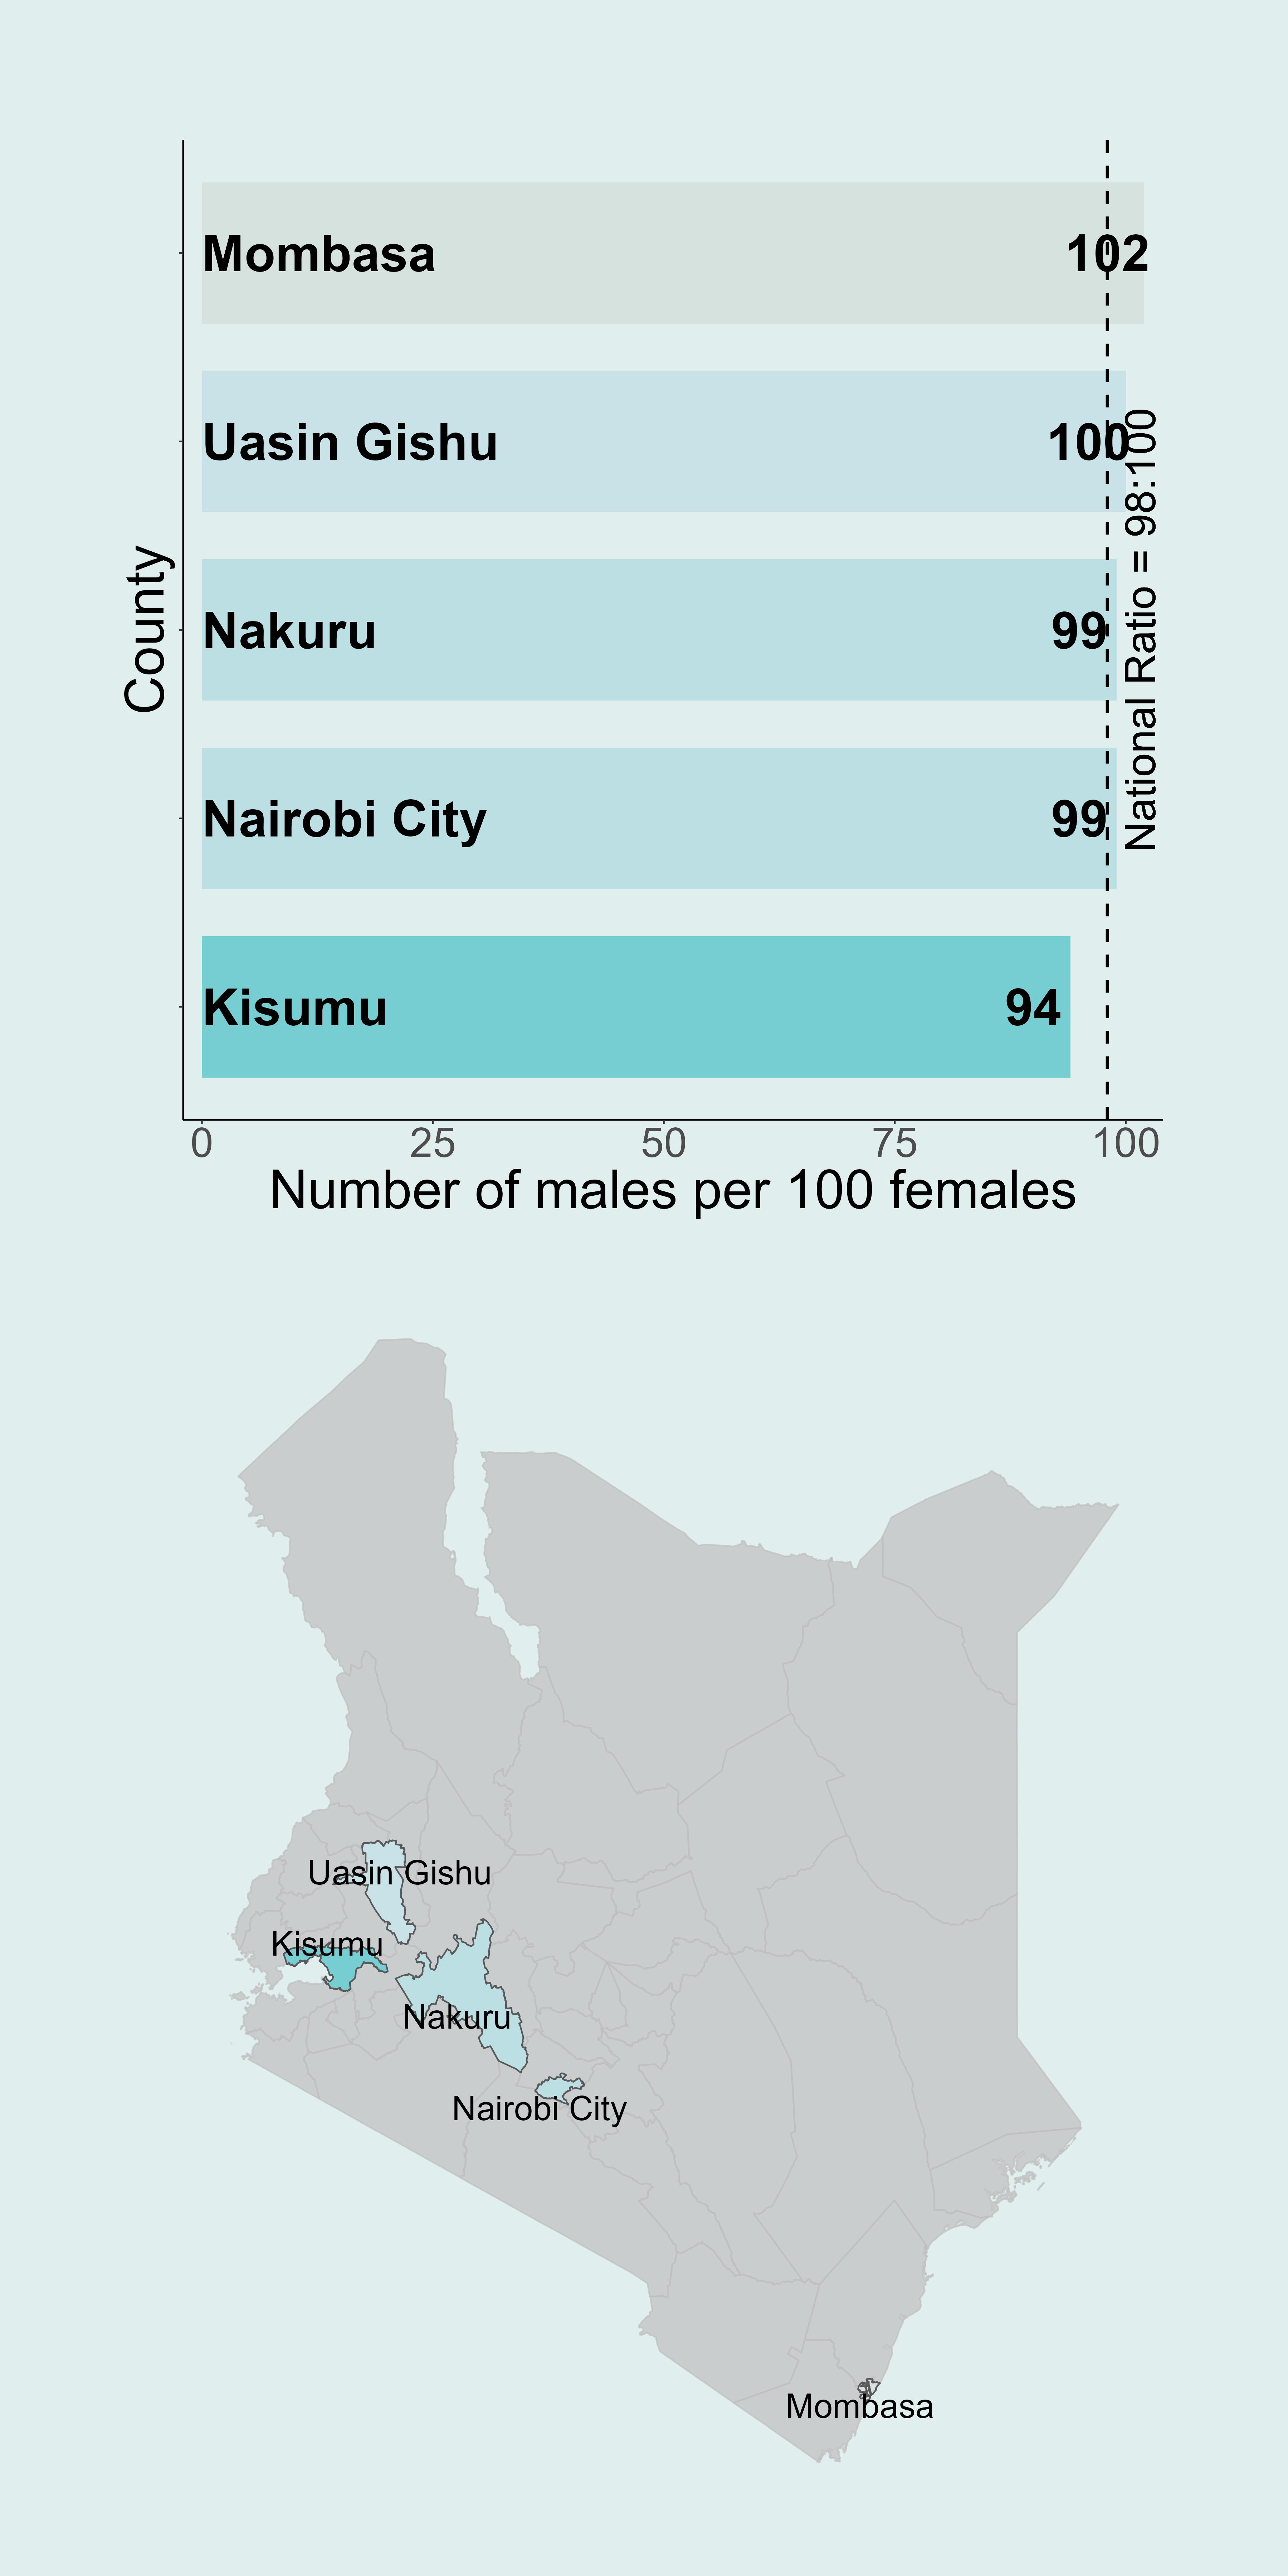 Mombasa
102
Uasin Gishu
100
Nakuru
99
Nairobi City
99
Kisumu
94
County
National Ratio = 98:100
0 25 50 75 100
Number of males per 100 females
Uasin Gishu
Kisumu
Nakuru
Nairobi City
Mombasa